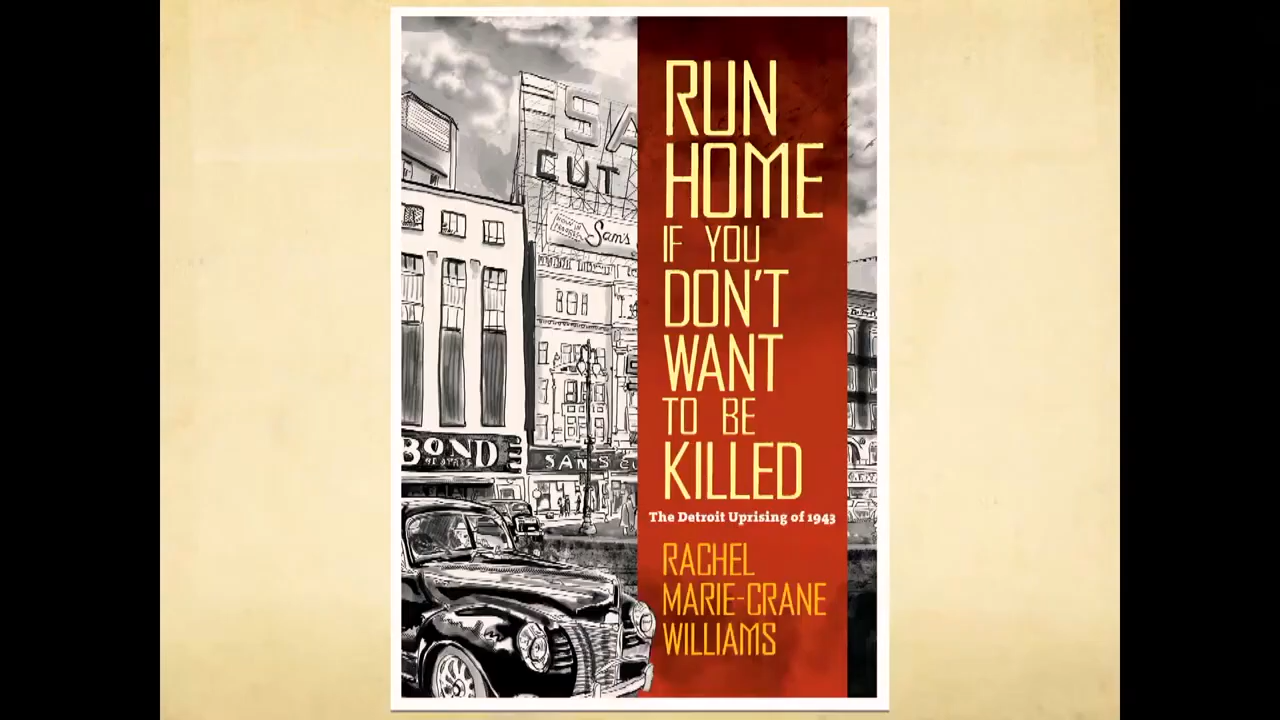 SA
CUT
Sam's
BOND
SAM'S CU
RUN
HOME
IF YOU
DON'T
WANT
TO BE
KILLED
The Detroit Uprising of 1943
RACHEL
MARIE-CRANE
WILLIAMS